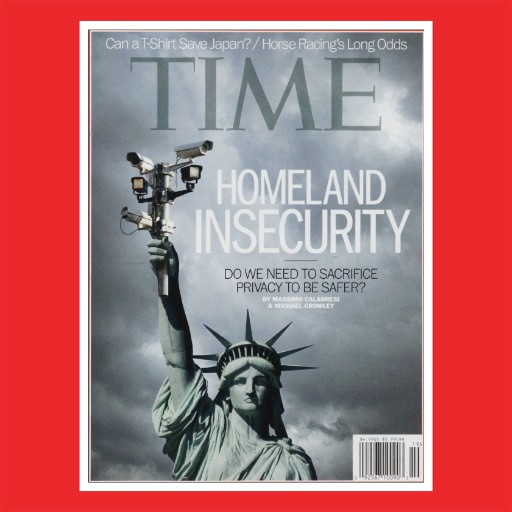 Can a T-Shirt Save Japan? / Horse Racing's Long Odds
TIME
HOMELAND
INSECURITY
DO WE NEED TO SACRIFICE
PRIVACY TO BE SAFER?
BY MASSIMO CALABRESI
& MICHAEL CROWLEY